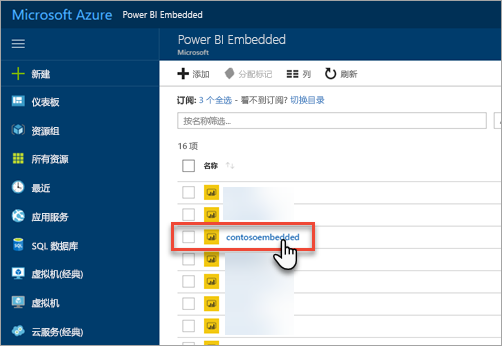 Microsoft Azure Power BI Embedded
Power BI Embedded
Microsoft
新建
仪表板
资源组
所有资源
最近
应用服务
SQL 数据库
虚拟机(经典)
虚拟机
云服务(经典)
添加 分配标记 列 刷新
订阅: 3 个全选 - 看不到订阅? 切换目录
按名称筛选...
16 项
名称
contosoembedded